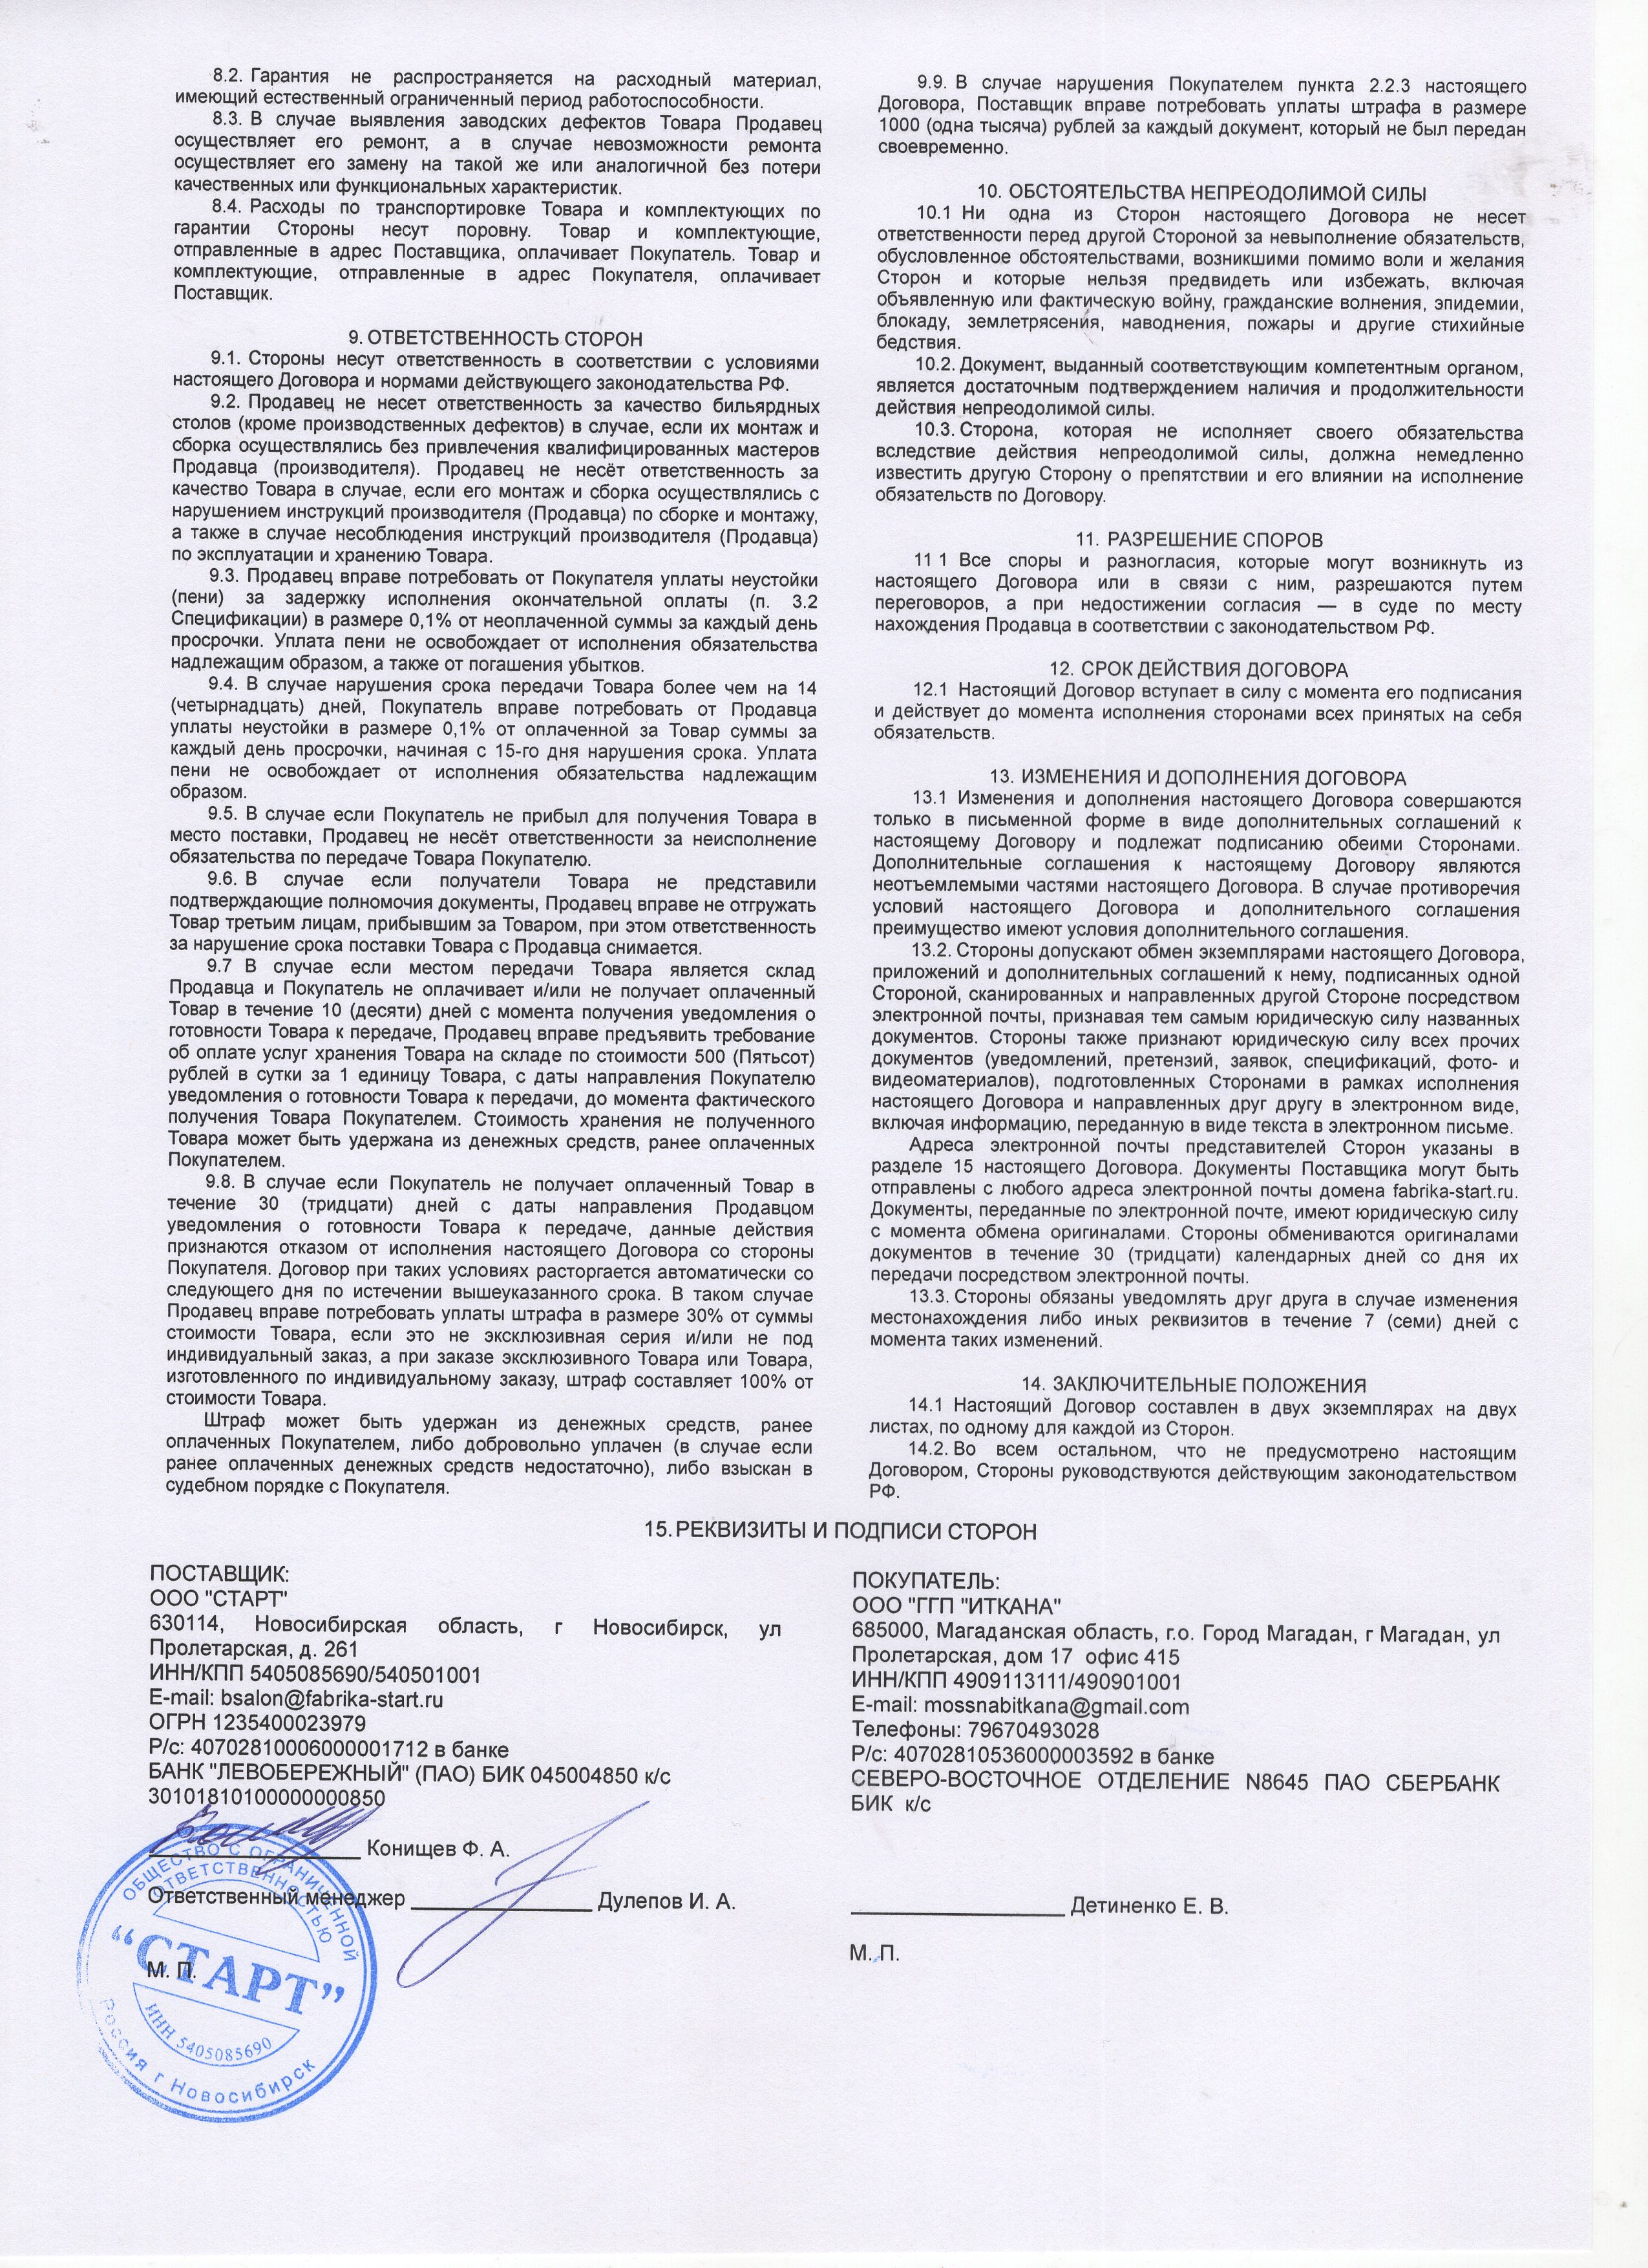 8.2. Гарантия не распространяется на расходный материал,
имеющий естественный ограниченный период работоспособности.
8.3. В случае выявления заводских дефектов Товара Продавец
осуществляет его ремонт, а в случае невозможности ремонта
осуществляет его замену на такой же или аналогичной без потери
качественных или функциональных характеристик.
8.4. Расходы по транспортировке Товара и комплектующих по
гарантии Стороны несут поровну. Товар и комплектующие,
отправленные в адрес Поставщика, оплачивает Покупатель. Товар и
комплектующие, отправленные в адрес Покупателя, оплачивает
Поставщик.
9. ОТВЕТСТВЕННОСТЬ СТОРОН
9.1. Стороны несут ответственность в соответствии с условиями
настоящего Договора и нормами действующего законодательства РФ.
9.2. Продавец не несет ответственность за качество бильярдных
столов (кроме производственных дефектов) в случае, если их монтаж и
сборка осуществлялись без привлечения квалифицированных мастеров
Продавца (производителя). Продавец не несёт ответственность за
качество Товара в случае, если его монтаж и сборка осуществлялись с
нарушением инструкций производителя (Продавца) по сборке и монтажу,
а также в случае несоблюдения инструкций производителя (Продавца)
по эксплуатации и хранению Товара.
9.3. Продавец вправе потребовать от Покупателя уплаты неустойки
(пени) за задержку исполнения окончательной оплаты (п. 3.2
Спецификации) в размере 0,1% от неоплаченной суммы за каждый день
просрочки. Уплата пени не освобождает от исполнения обязательства
надлежащим образом, а также от погашения убытков.
9.4. В случае нарушения срока передачи Товара более чем на 14
(четырнадцать) дней, Покупатель вправе потребовать от Продавца
уплаты неустойки в размере 0,1% от оплаченной за Товар суммы за
каждый день просрочки, начиная с 15-го дня нарушения срока. Уплата
пени не освобождает от исполнения обязательства надлежащим
образом.
9.5. В случае если Покупатель не прибыл для получения Товара в
место поставки, Продавец не несёт ответственности за неисполнение
обязательства по передаче Товара Покупателю.
9.6. В случае если получатели Товара не представили
подтверждающие полномочия документы, Продавец вправе не отгружать
Товар третьим лицам, прибывшим за Товаром, при этом ответственность
за нарушение срока поставки Товара с Продавца снимается.
9.7 В случае если местом передачи Товара является склад
Продавца и Покупатель не оплачивает и/или не получает оплаченный
Товар в течение 10 (десяти) дней с момента получения уведомления о
готовности Товара к передаче, Продавец вправе предъявить требование
об оплате услуг хранения Товара на складе по стоимости 500 (Пятьсот)
рублей в сутки за 1 единицу Товара, с даты направления Покупателю
уведомления о готовности Товара к передачи, до момента фактического
получения Товара Покупателем. Стоимость хранения не полученного
Товара может быть удержана из денежных средств, ранее оплаченных
Покупателем.
9.8. В случае если Покупатель не получает оплаченный Товар в
течение 30 (тридцати) дней с даты направления Продавцом
уведомления о готовности Товара к передаче, данные действия
признаются отказом от исполнения настоящего Договора со стороны
Покупателя. Договор при таких условиях расторгается автоматически со
следующего дня по истечении вышеуказанного срока. В таком случае
Продавец вправе потребовать уплаты штрафа в размере 30% от суммы
стоимости Товара, если это не эксклюзивная серия и/или не под
индивидуальный заказ, а при заказе эксклюзивного Товара или Товара,
изготовленного по индивидуальному заказу, штраф составляет 100% от
стоимости Товара.
Штраф может быть удержан из денежных средств, ранее
оплаченных Покупателем, либо добровольно уплачен (в случае если
ранее оплаченных денежных средств недостаточно), либо взыскан в
судебном порядке с Покупателя.
9.9. В случае нарушения Покупателем пункта 2.2.3 настоящего
Договора, Поставщик вправе потребовать уплаты штрафа в размере
1000 (одна тысяча) рублей за каждый документ, который не был передан
своевременно.
10. ОБСТОЯТЕЛЬСТВА НЕПРЕОДОЛИМОЙ СИЛЫ
10.1 Ни одна из Сторон настоящего Договора не несет
ответственности перед другой Стороной за невыполнение обязательств,
обусловленное обстоятельствами, возникшими помимо воли и желания
Сторон и которые нельзя предвидеть или избежать, включая
объявленную или фактическую войну, гражданские волнения, эпидемии,
блокаду, землетрясения, наводнения, пожары и другие стихийные
бедствия.
10.2. Документ, выданный соответствующим компетентным органом,
является достаточным подтверждением наличия и продолжительности
действия непреодолимой силы.
10.3. Сторона, которая не исполняет своего обязательства
вследствие действия непреодолимой силы, должна немедленно
известить другую Сторону о препятствии и его влиянии на исполнение
обязательств по Договору.
11. РАЗРЕШЕНИЕ СПОРОВ
11 1 Все споры и разногласия, которые могут возникнуть из
настоящего Договора или в связи с ним, разрешаются путем
переговоров, а при недостижении согласия — в суде по месту
нахождения Продавца в соответствии с законодательством РФ.
12. СРОК ДЕЙСТВИЯ ДОГОВОРА
12.1 Настоящий Договор вступает в силу с момента его подписания
и действует до момента исполнения сторонами всех принятых на себя
обязательств.
13. ИЗМЕНЕНИЯ И ДОПОЛНЕНИЯ ДОГОВОРА
13.1 Изменения и дополнения настоящего Договора совершаются
только в письменной форме в виде дополнительных соглашений к
настоящему Договору и подлежат подписанию обеими Сторонами.
Дополнительные соглашения к настоящему Договору являются
неотъемлемыми частями настоящего Договора. В случае противоречия
условий настоящего Договора и дополнительного соглашения
преимущество имеют условия дополнительного соглашения.
13.2. Стороны допускают обмен экземплярами настоящего Договора,
приложений и дополнительных соглашений к нему, подписанных одной
Стороной, сканированных и направленных другой Стороне посредством
электронной почты, признавая тем самым юридическую силу названных
документов. Стороны также признают юридическую силу всех прочих
документов (уведомлений, претензий, заявок, спецификаций, фото- и
видеоматериалов), подготовленных Сторонами в рамках исполнения
настоящего Договора и направленных друг другу в электронном виде,
включая информацию, переданную в виде текста в электронном письме.
Адреса электронной почты представителей Сторон указаны в
разделе 15 настоящего Договора. Документы Поставщика могут быть
отправлены с любого адреса электронной почты домена fabrika-start.ru.
Документы, переданные по электронной почте, имеют юридическую силу
с момента обмена оригиналами. Стороны обмениваются оригиналами
документов в течение 30 (тридцати) календарных дней со дня их
передачи посредством электронной почты.
13.3. Стороны обязаны уведомлять друг друга в случае изменения
местонахождения либо иных реквизитов в течение 7 (семи) дней с
момента таких изменений.
14. ЗАКЛЮЧИТЕЛЬНЫЕ ПОЛОЖЕНИЯ
14.1 Настоящий Договор составлен в двух экземплярах на двух
листах, по одному для каждой из Сторон.
14.2. Во всем остальном, что не предусмотрено настоящим
Договором, Стороны руководствуются действующим законодательством
РФ.
15. РЕКВИЗИТЫ И ПОДПИСИ СТОРОН
ПОСТАВЩИК:
ООО "СТАРТ"
630114, Новосибирская область, г Новосибирск, ул
Пролетарская, д. 261
ИНН/КПП 5405085690/540501001
E-mail: bsalon@fabrika-start.ru
ОГРН 1235400023979
Р/с: 40702810006000001712 в банке
БАНК "ЛЕВОБЕРЕЖНЫЙ" (ПАО) БИК 045004850 к/с
30101810100000000850
Конищев Ф. А.
Ответственный менеджер Дулепов И. А.
М. П.
ОБЩЕСТВО С ОГРАНИЧЕННОЙ
ОТВЕТСТВЕННОСТЬЮ
“СТАРТ”
ИНН 5405085690
Россия г Новосибирск
ПОКУПАТЕЛЬ:
ООО "ГГП "ИТКАНА"
685000, Магаданская область, г.о. Город Магадан, г Магадан, ул
Пролетарская, дом 17 офис 415
ИНН/КПП 4909113111/490901001
E-mail: mossnabitkana@gmail.com
Телефоны: 79670493028
Р/с: 40702810536000003592 в банке
СЕВЕРО-ВОСТОЧНОЕ ОТДЕЛЕНИЕ N8645 ПАО СБЕРБАНК
БИК к/с
Детиненко Е. В.
М. П.